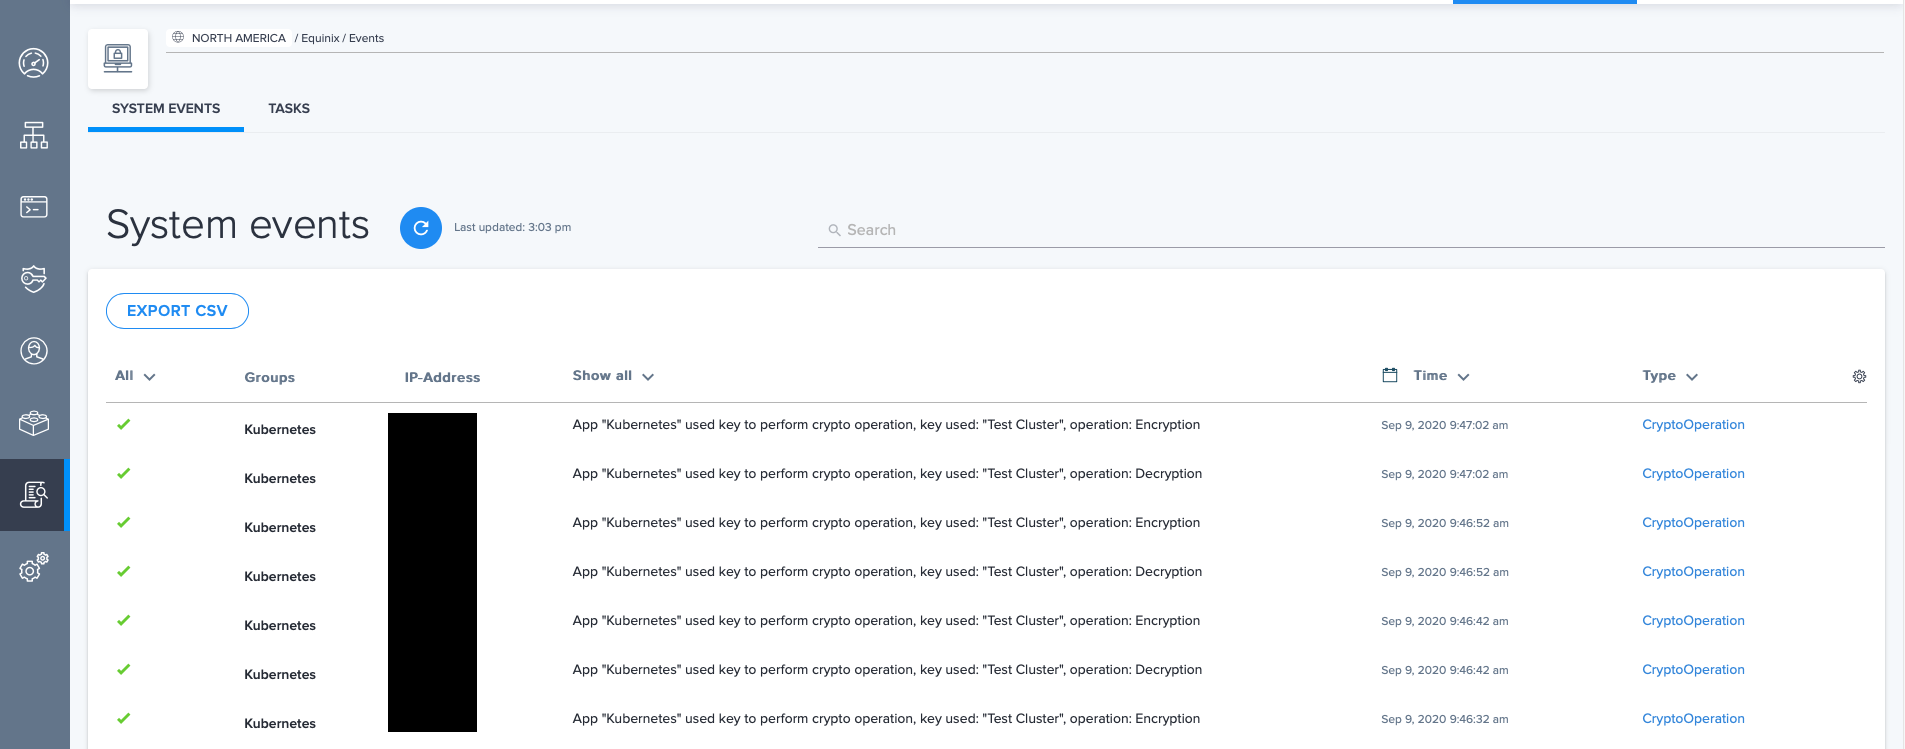 NORTH AMERICA / Equinix / Events
SYSTEM EVENTS TASKS
System events Last updated: 3:03 pm Search
EXPORT CSV
All Groups IP-Address Show all Time Type
Kubernetes App "Kubernetes" used key to perform crypto operation, key used: "Test Cluster", operation: Encryption Sep 9, 2020 9:47:02 am CryptoOperation
Kubernetes App "Kubernetes" used key to perform crypto operation, key used: "Test Cluster", operation: Decryption Sep 9, 2020 9:47:02 am CryptoOperation
Kubernetes App "Kubernetes" used key to perform crypto operation, key used: "Test Cluster", operation: Encryption Sep 9, 2020 9:46:52 am CryptoOperation
Kubernetes App "Kubernetes" used key to perform crypto operation, key used: "Test Cluster", operation: Decryption Sep 9, 2020 9:46:52 am CryptoOperation
Kubernetes App "Kubernetes" used key to perform crypto operation, key used: "Test Cluster", operation: Encryption Sep 9, 2020 9:46:42 am CryptoOperation
Kubernetes App "Kubernetes" used key to perform crypto operation, key used: "Test Cluster", operation: Decryption Sep 9, 2020 9:46:42 am CryptoOperation
Kubernetes App "Kubernetes" used key to perform crypto operation, key used: "Test Cluster", operation: Encryption Sep 9, 2020 9:46:32 am CryptoOperation